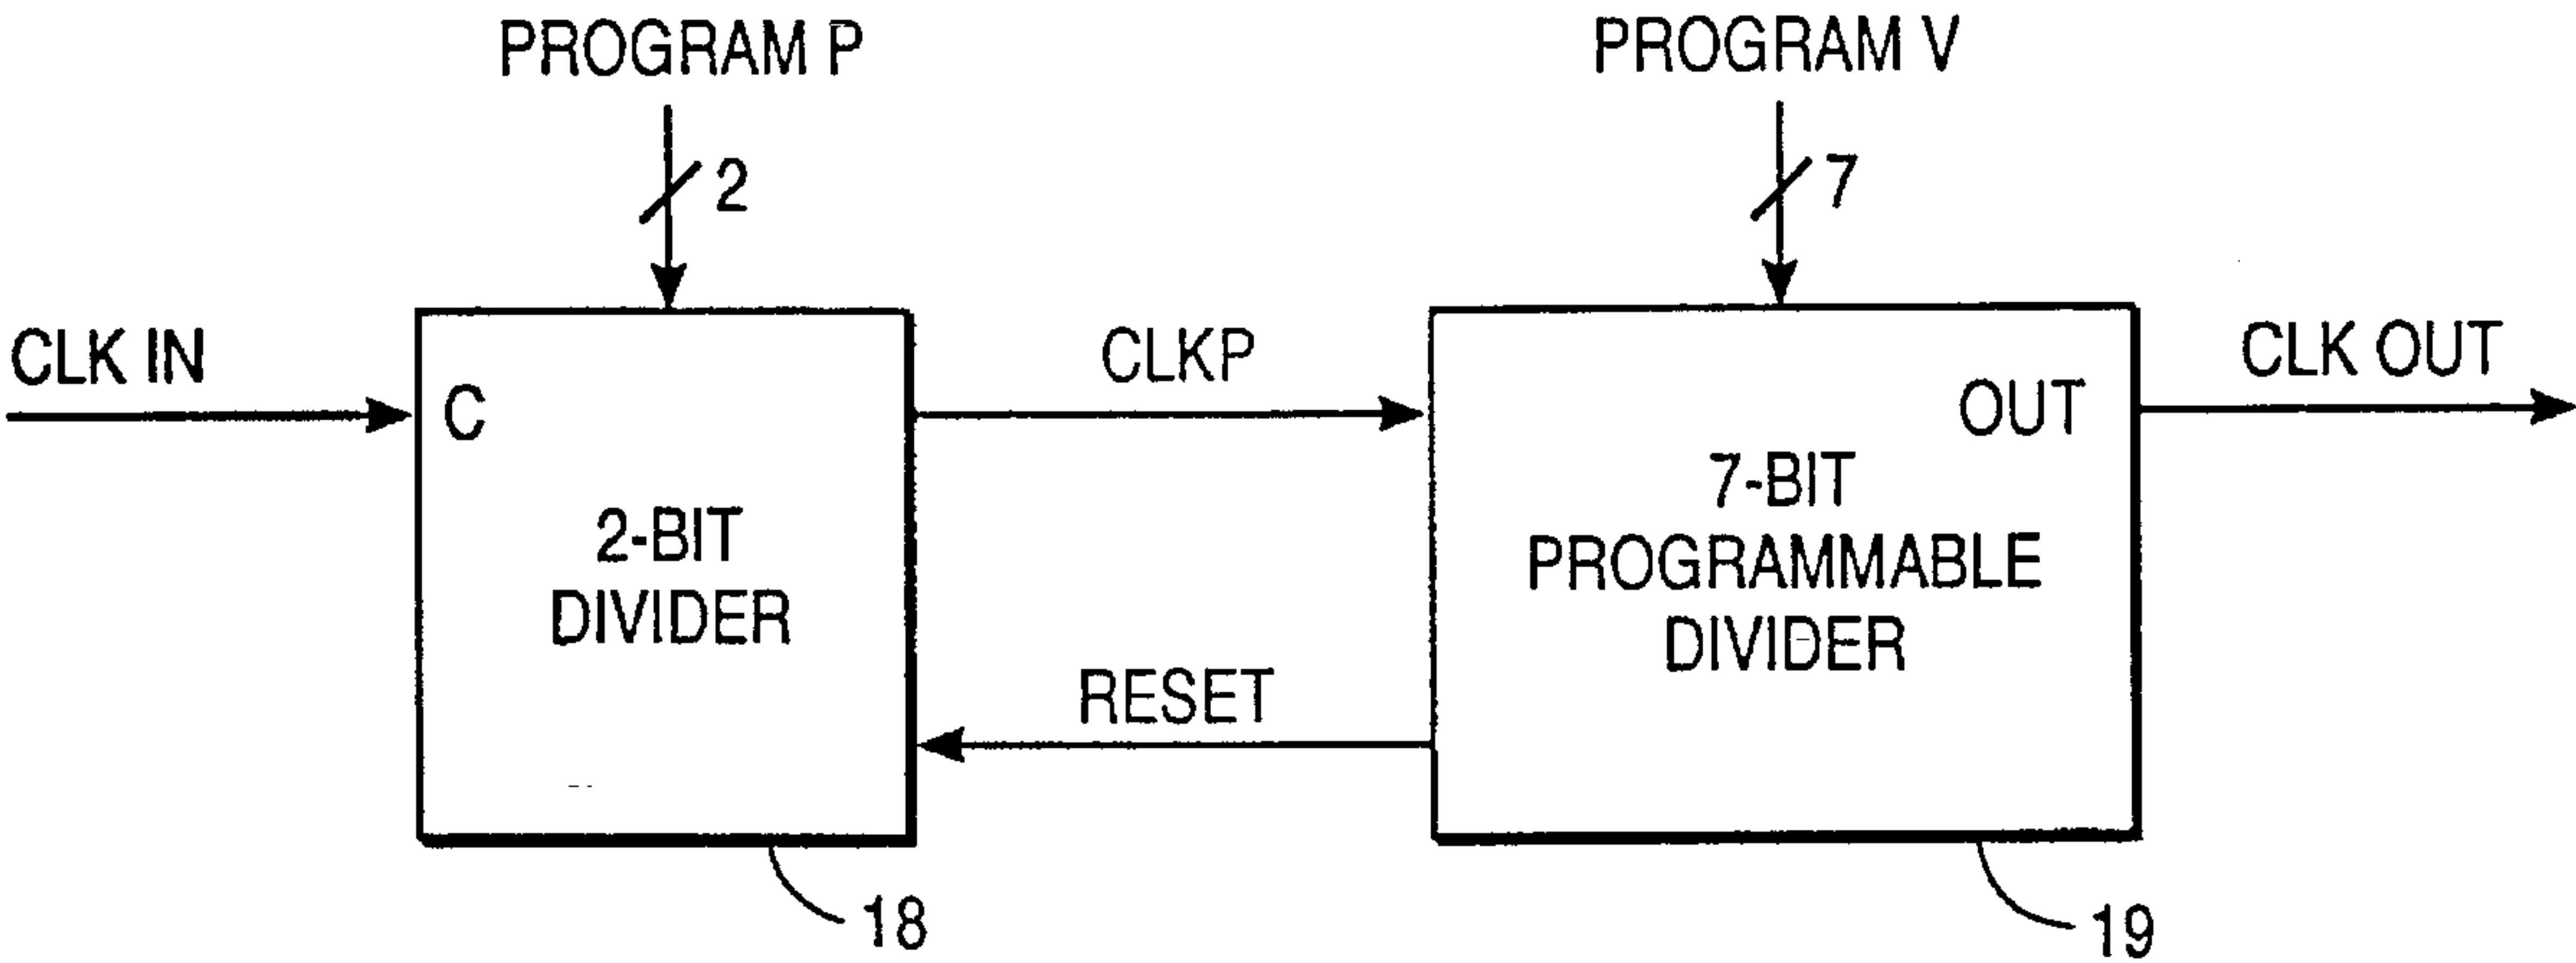 PROGRAM P
PROGRAM V
2
7
CLK IN
CLKP
CLK OUT
C
OUT
2-BIT
DIVIDER
7-BIT
PROGRAMMABLE
DIVIDER
RESET
18
19